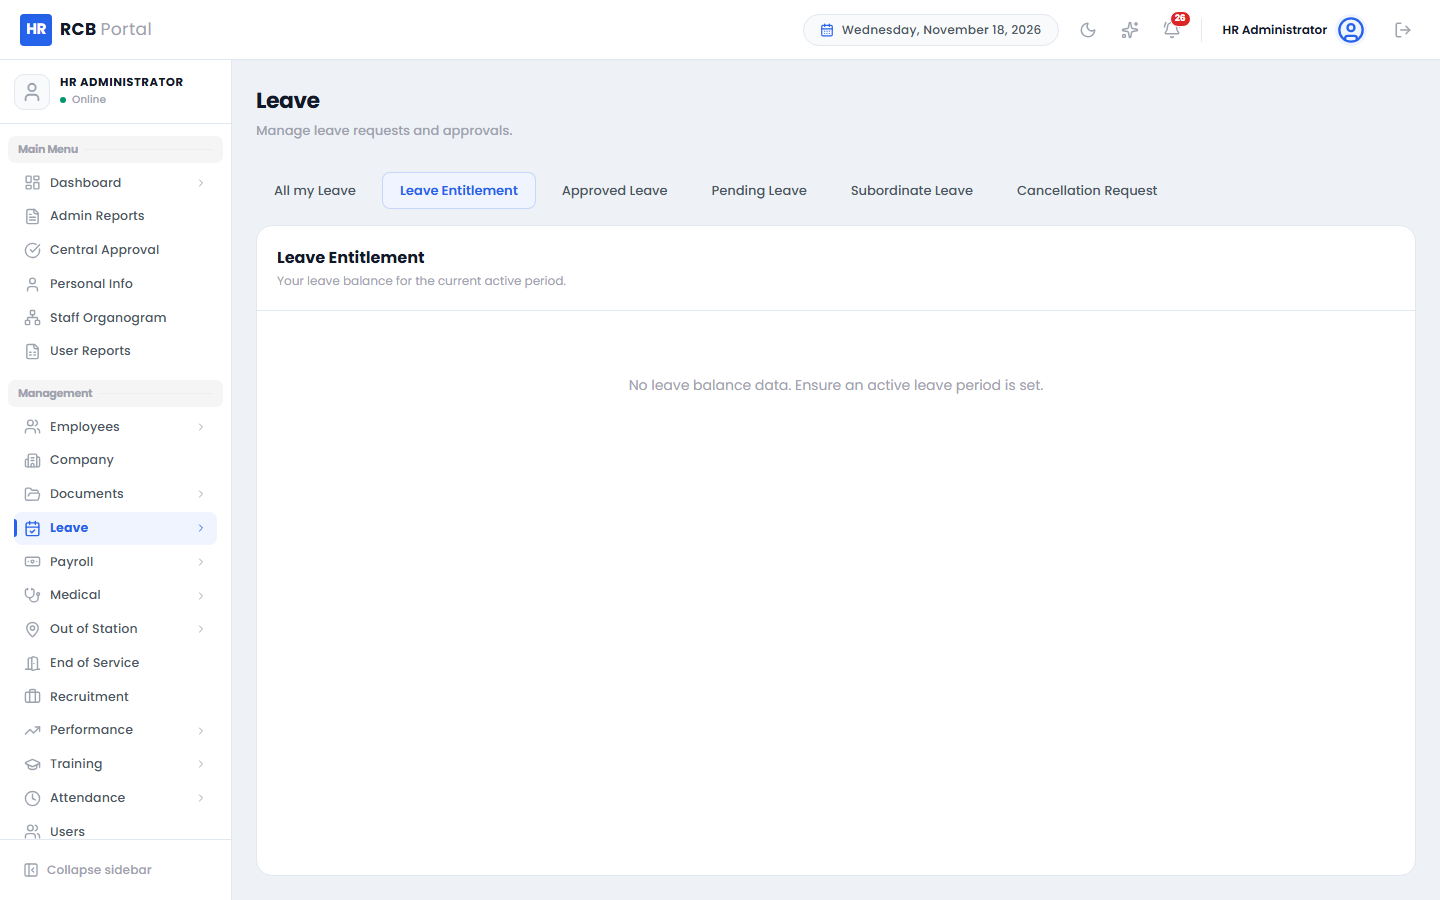 HR RCB Portal
Wednesday, November 18, 2026
26
HR Administrator
HR ADMINISTRATOR
Online
Main Menu
Dashboard
Admin Reports
Central Approval
Personal Info
Staff Organogram
User Reports
Management
Employees
Company
Documents
Leave
Payroll
Medical
Out of Station
End of Service
Recruitment
Performance
Training
Attendance
Users
Collapse sidebar
Leave
Manage leave requests and approvals.
All my Leave
Leave Entitlement
Approved Leave
Pending Leave
Subordinate Leave
Cancellation Request
Leave Entitlement
Your leave balance for the current active period.
No leave balance data. Ensure an active leave period is set.